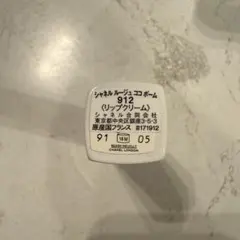 シャネル ルージュ ココ ボーム
912
〈リップクリーム〉
シャネル合同会社
東京都中央区銀座3-5-3
原産国フランス 171912
91 05